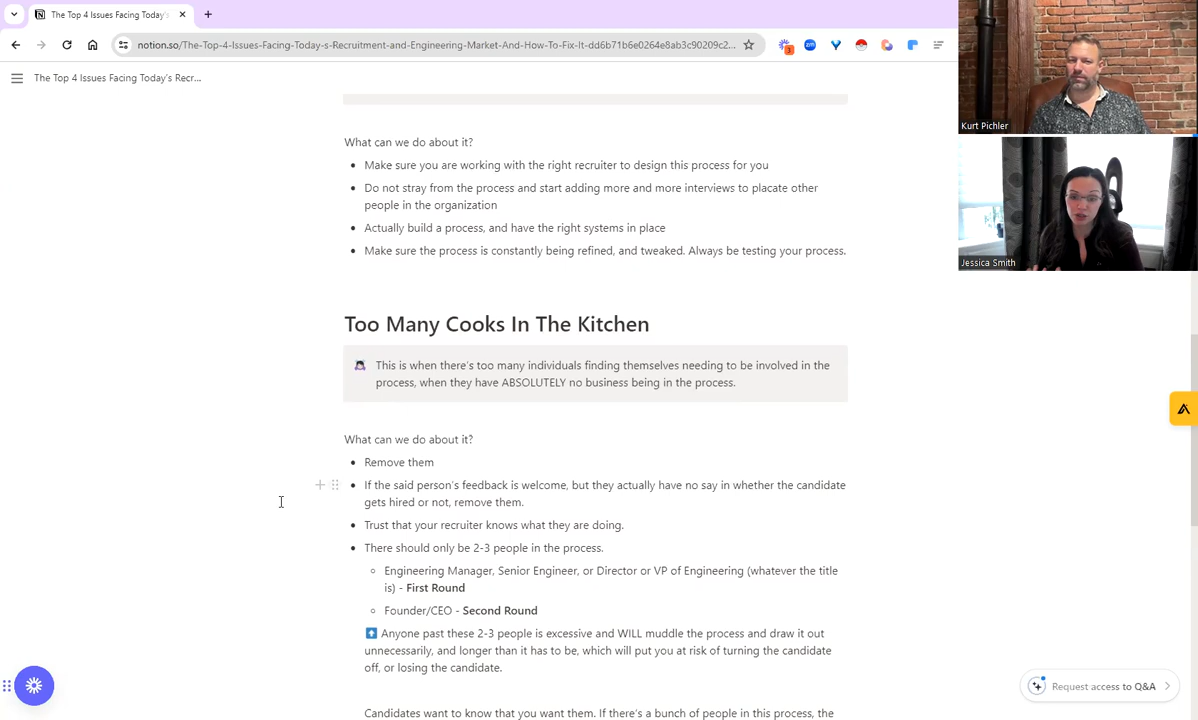 The Top 4 Issues Facing Today's
notion.so/The-Top-4-Issues-Facing-Today-s-Recruitment-and-Engineering-Market-And-How-To-Fix-It-dd6b71b6e0264e8ab3c90209c2...
3
zm
The Top 4 Issues Facing Today's Recr...
Kurt Pichler
Jessica Smith
What can we do about it?
• Make sure you are working with the right recruiter to design this process for you
• Do not stray from the process and start adding more and more interviews to placate other
people in the organization
• Actually build a process, and have the right systems in place
• Make sure the process is constantly being refined, and tweaked. Always be testing your process.
Too Many Cooks In The Kitchen
This is when there's too many individuals finding themselves needing to be involved in the
process, when they have ABSOLUTELY no business being in the process.
What can we do about it?
• Remove them
• If the said person's feedback is welcome, but they actually have no say in whether the candidate
gets hired or not, remove them.
• Trust that your recruiter knows what they are doing.
• There should only be 2-3 people in the process.
◦ Engineering Manager, Senior Engineer, or Director or VP of Engineering (whatever the title
is) - First Round
◦ Founder/CEO - Second Round
⬆ Anyone past these 2-3 people is excessive and WILL muddle the process and draw it out
unnecessarily, and longer than it has to be, which will put you at risk of turning the candidate
off, or losing the candidate.
Candidates want to know that you want them. If there's a bunch of people in this process, the
Request access to Q&A